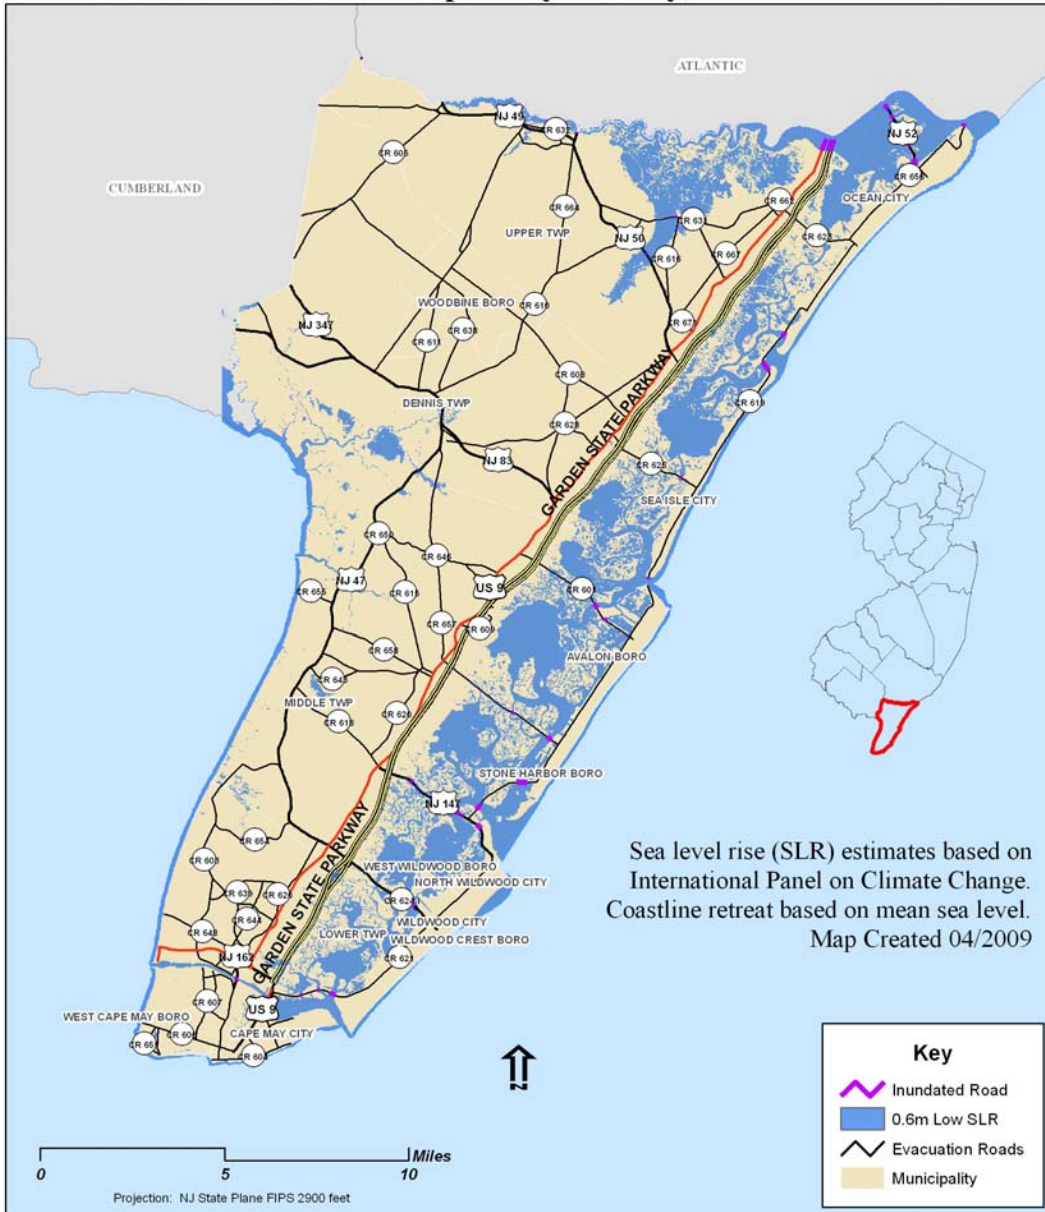 ATLANTIC
NJ 49
CR 632
NJ 52
CR 605
CUMBERLAND
CR 656
CR 664
OCEAN CITY
CR 631
UPPER TWP
NJ 50
CR 616
CR 667
WOODBINE BORO
CR 610
NJ 347
CR 638
CR 611
CR 608
GARDEN STATE PARKWAY
DENNIS TWP
CR 619
CR 628
NJ 83
CR 625
SEA ISLE CITY
CR 650
CR 646
NJ 47
US 9
CR 601
CR 655
CR 615
CR 657
CR 609
CR 658
AVALON BORO
CR 643
MIDDLE TWP
CR 618
CR 620
STONE HARBOR BORO
NJ 147
GARDEN STATE PARKWAY
CR 654
CR 603
WEST WILDWOOD BORO
NORTH WILDWOOD CITY
CR 639
CR 626
CR 624
CR 644
WILDWOOD CITY
CR 648
LOWER TWP
WILDWOOD CREST BORO
NJ 162
CR 621
CR 607
US 9
WEST CAPE MAY BORO
CR 606
CAPE MAY CITY
CR 604
Sea level rise (SLR) estimates based on
International Panel on Climate Change.
Coastline retreat based on mean sea level.
Map Created 04/2009
N
Key
Inundated Road
0.6m Low SLR
Evacuation Roads
Municipality
Miles
0
5
10
Projection: NJ State Plane FIPS 2900 feet